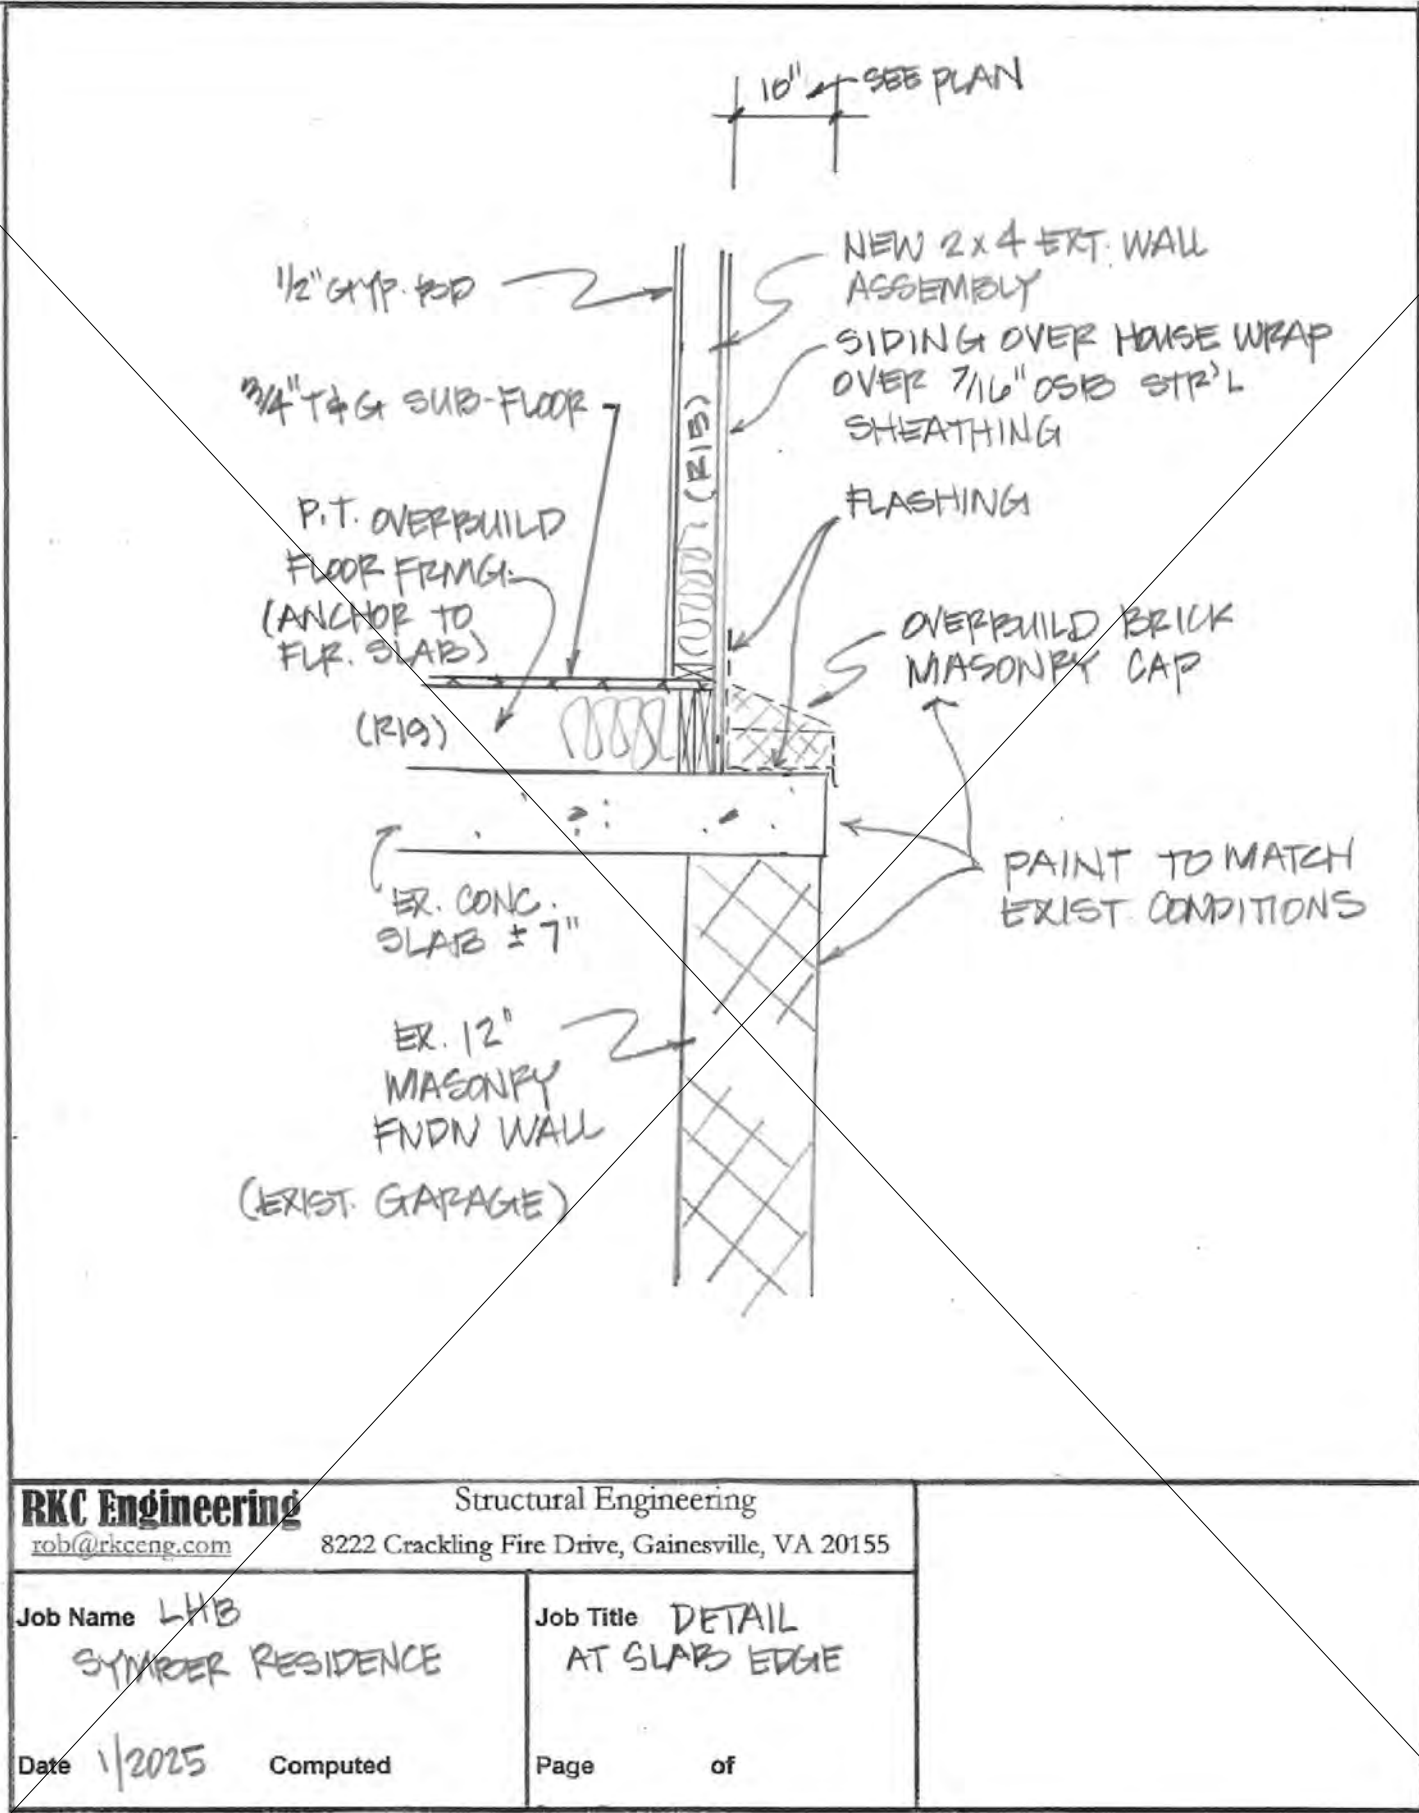 10" SEE PLAN
NEW 2x4 EXT. WALL
ASSEMBLY
1/2" GYP. BD
SIDING OVER HOUSE WRAP
OVER 7/16" OSB STR'L
SHEATHING
3/4" T&G SUB-FLOOR
(R15)
FLASHING
P.T. OVERBUILD
FLOOR FRMG.
(ANCHOR TO
FLR. SLAB)
OVERBUILD BRICK
MASONRY CAP
(R19)
PAINT TO MATCH
EXIST. CONDITIONS
EX. CONC.
SLAB ± 7"
EX. 12"
MASONRY
FNDN WALL
(EXIST. GARAGE)
RKC Engineering
rob@rkceng.com
Structural Engineering
8222 Crackling Fire Drive, Gainesville, VA 20155
Job Name LHB
RESIDENCE
Job Title DETAIL
AT SLAB EDGE
Date 1/2025 Computed
Page of